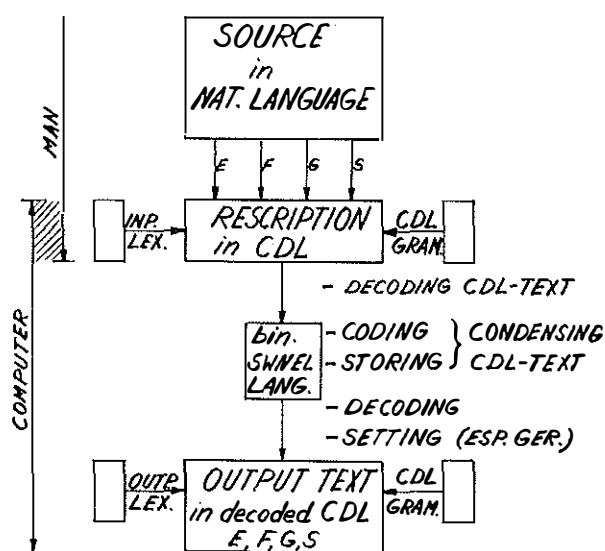 SOURCE
in
NAT. LANGUAGE
MAN
E F G S
INP. LEX.
RESCRIPTION
in CDL
CDL GRAM.
- DECODING CDL-TEXT
COMPUTER
bin.
SWNEL
LANG.
- CODING
- STORING
CONDENSING
CDL-TEXT
- DECODING
- SETTING (ESP. GER.)
OUTP. LEX.
OUTPUT TEXT
in decoded CDL
E, F, G, S
CDL GRAM.